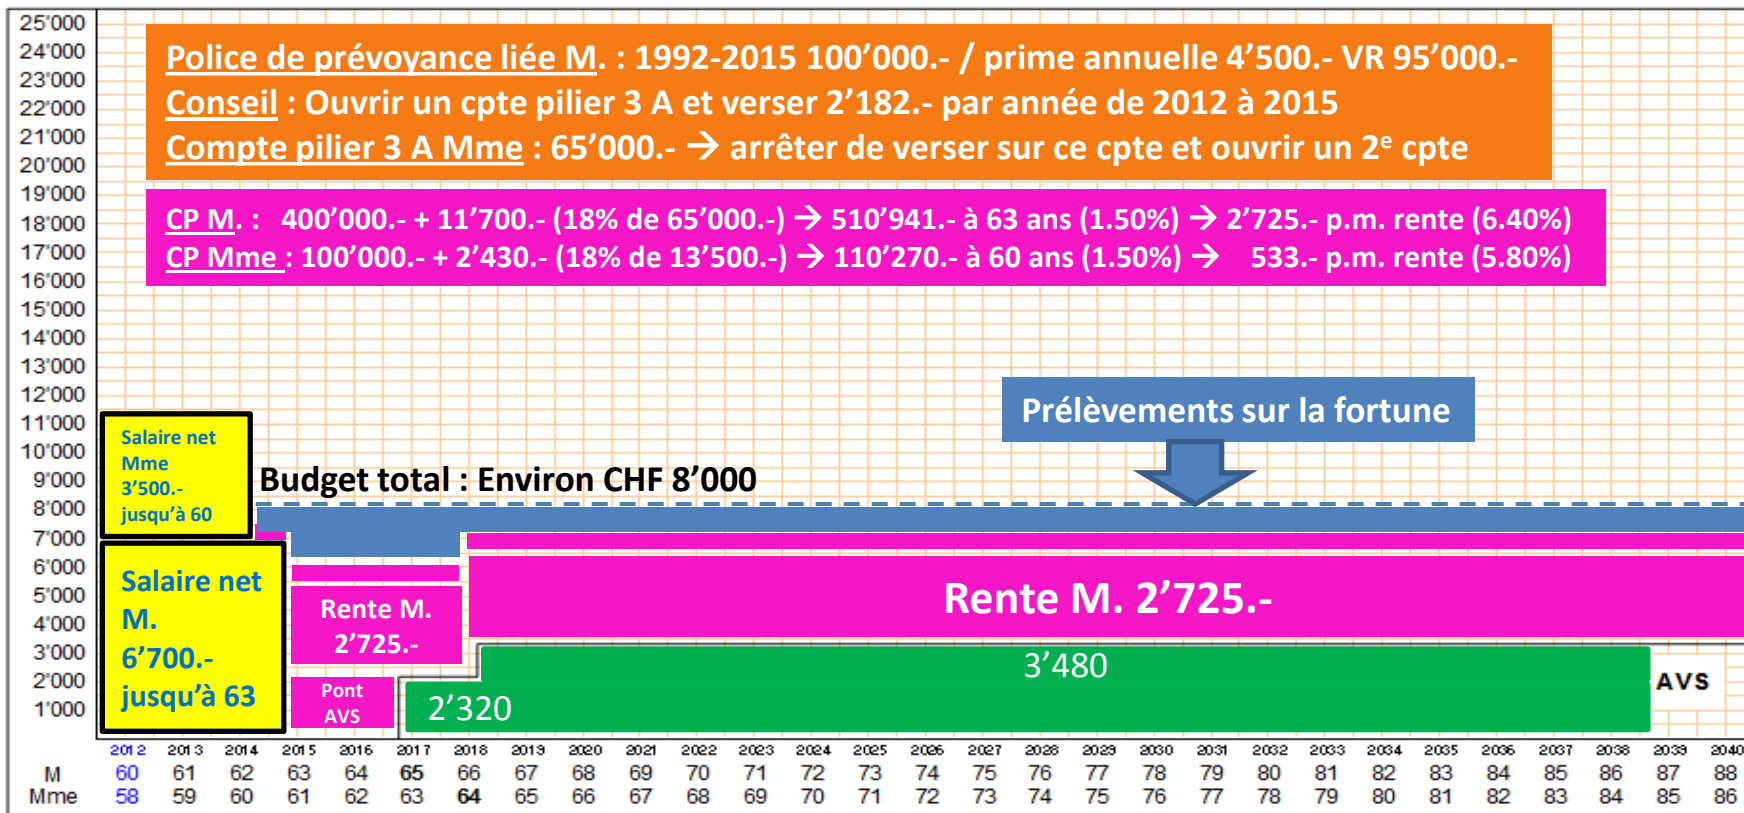 25'000
24'000
23'000
22'000
21'000
20'000
19'000
18'000
17'000
16'000
15'000
14'000
13'000
12'000
11'000
10'000
9'000
8'000
7'000
6'000
5'000
4'000
3'000
2'000
1'000
Police de prévoyance liée M. : 1992-2015 100’000.- / prime annuelle 4’500.- VR 95’000.-
Conseil : Ouvrir un cpte pilier 3 A et verser 2’182.- par année de 2012 à 2015
Compte pilier 3 A Mme : 65’000.- → arrêter de verser sur ce cpte et ouvrir un 2e cpte
CP M. : 400’000.- + 11’700.- (18% de 65’000.-) → 510’941.- à 63 ans (1.50%) → 2’725.- p.m. rente (6.40%)
CP Mme : 100’000.- + 2’430.- (18% de 13’500.-) → 110’270.- à 60 ans (1.50%) → 533.- p.m. rente (5.80%)
Prélèvements sur la fortune
Salaire net
Mme
3’500.-
jusqu’à 60
Budget total : Environ CHF 8’000
Salaire net
M.
6’700.-
jusqu’à 63
Rente M.
2’725.-
Rente M. 2’725.-
Pont
AVS
2’320
3’480
AVS
2012 2013 2014 2015 2016 2017 2018 2019 2020 2021 2022 2023 2024 2025 2026 2027 2028 2029 2030 2031 2032 2033 2034 2035 2036 2037 2038 2039 2040
M 60 61 62 63 64 65 66 67 68 69 70 71 72 73 74 75 76 77 78 79 80 81 82 83 84 85 86 87 88
Mme 58 59 60 61 62 63 64 65 66 67 68 69 70 71 72 73 74 75 76 77 78 79 80 81 82 83 84 85 86